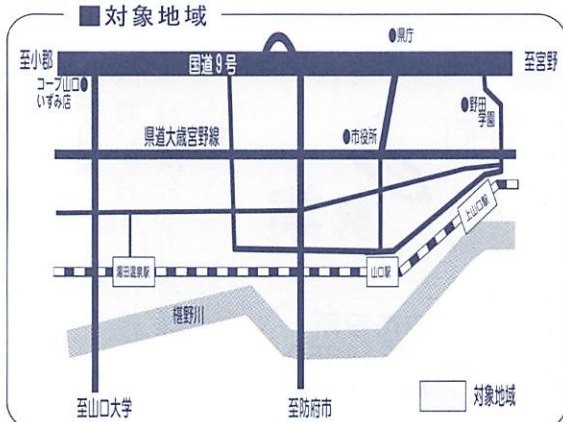 ■対象地域
至小郡
国道9号
●県庁
至宮野
コープ山口●
いずみ店
●野田
学園
県道大歳宮野線
●市役所
上山口駅
湯田温泉駅
山口駅
椹野川
至山口大学
至防府市
対象地域